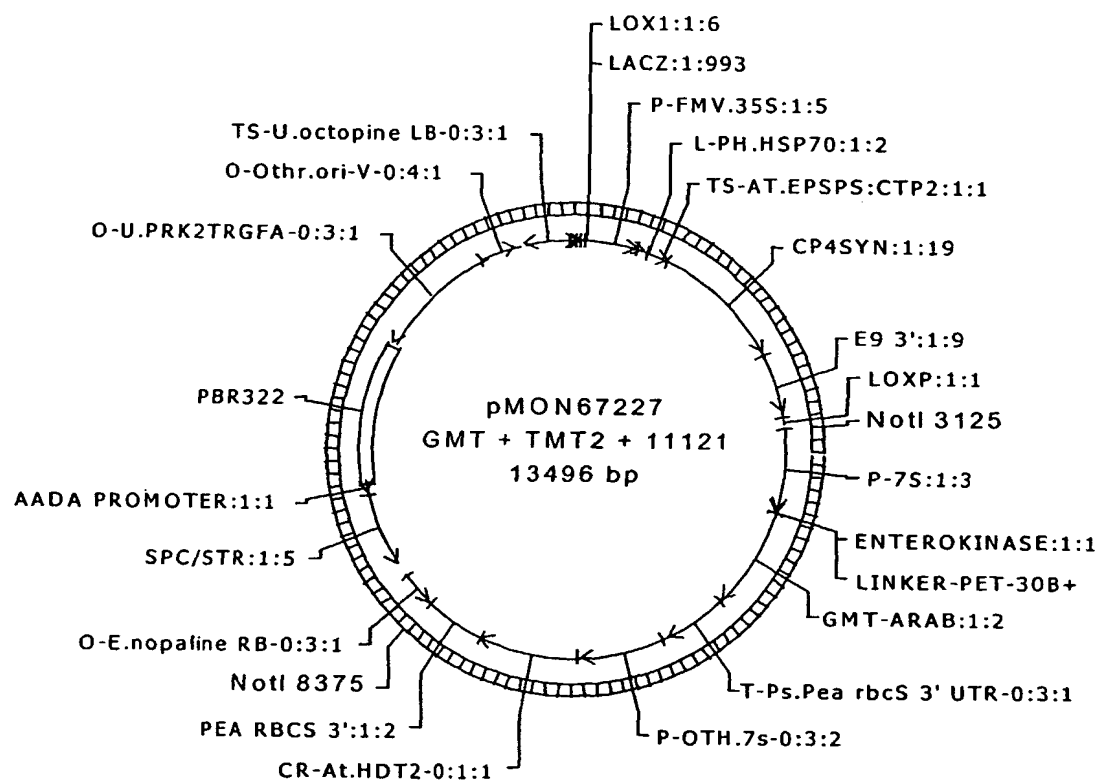 LOX1:1:6
LACZ:1:993
P-FMV.35S:1:5
TS-U.octopine LB-0:3:1
L-PH.HSP70:1:2
O-Othr.ori-V-0:4:1
TS-AT.EPSPS:CTP2:1:1
O-U.PRK2TRGFA-0:3:1
CP4SYN:1:19
E9 3':1:9
LOXP:1:1
PBR322
pMON67227
NotI 3125
GMT + TMT2 + 11121
13496 bp
P-7S:1:3
AADA PROMOTER:1:1
ENTEROKINASE:1:1
SPC/STR:1:5
LINKER-PET-30B+
GMT-ARAB:1:2
O-E.nopaline RB-0:3:1
NotI 8375
T-Ps.Pea rbcS 3' UTR-0:3:1
PEA RBCS 3':1:2
P-OTH.7s-0:3:2
CR-At.HDT2-0:1:1